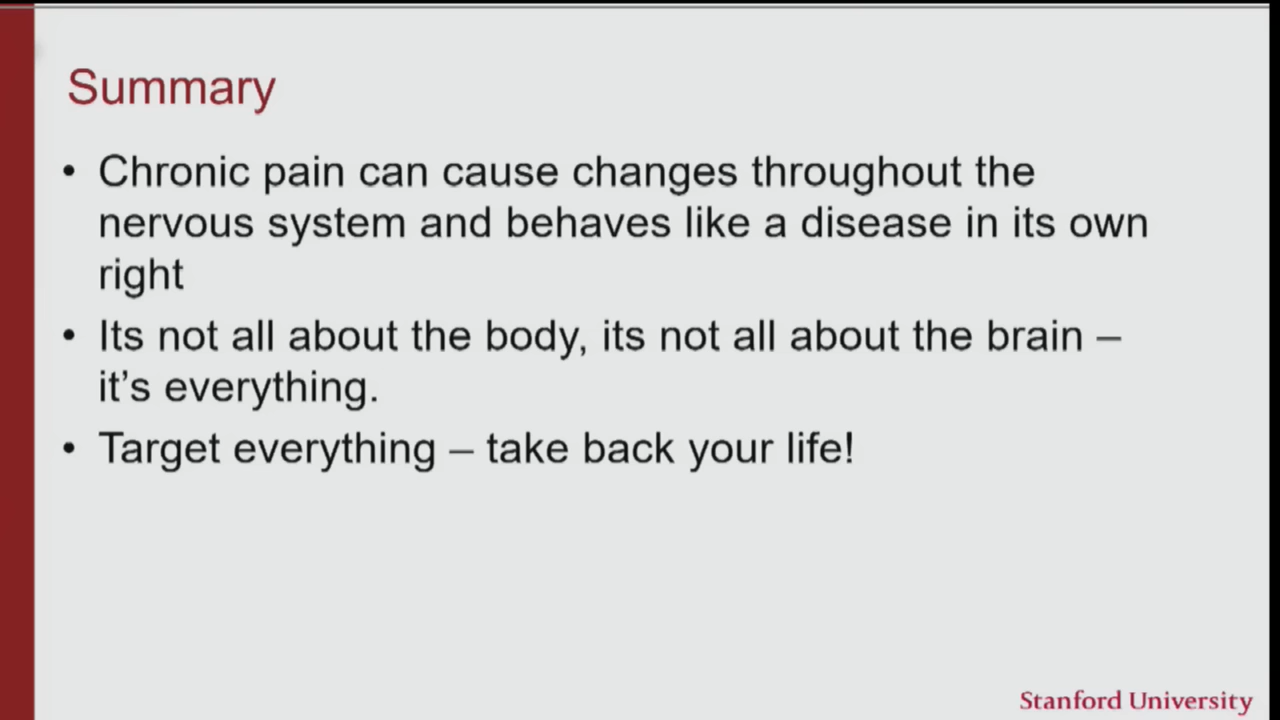 Summary
• Chronic pain can cause changes throughout the
nervous system and behaves like a disease in its own
right
• Its not all about the body, its not all about the brain –
it’s everything.
• Target everything – take back your life!
Stanford University